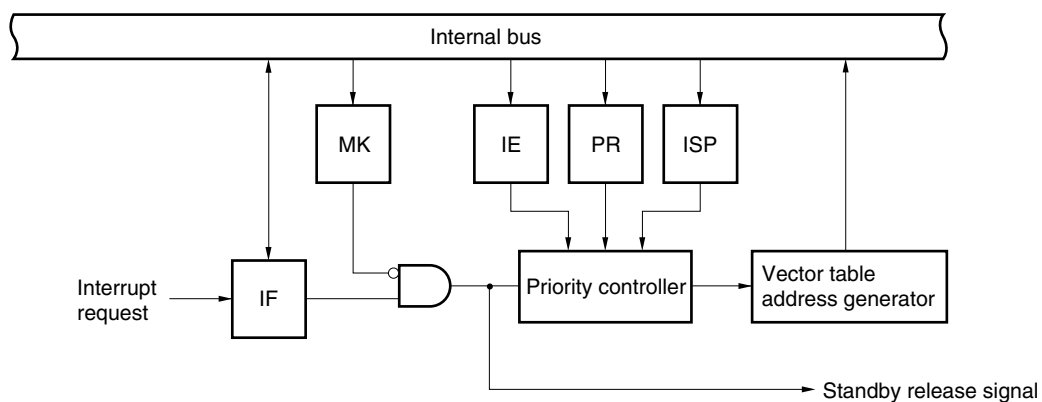 Internal bus
MK
IE
PR
ISP
Interrupt
request
IF
Priority controller
Vector table
address generator
Standby release signal